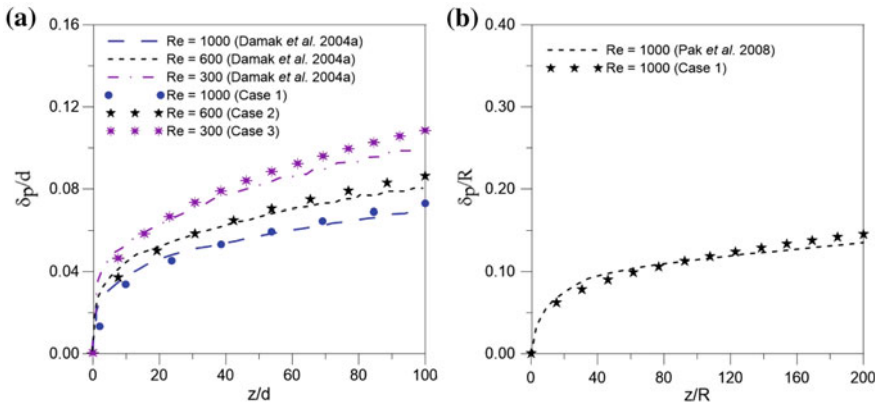 (a)
0.16
0.12
0.08
0.04
0.00
δp/d
Re = 1000 (Damak et al. 2004a)
Re = 600 (Damak et al. 2004a)
Re = 300 (Damak et al. 2004a)
Re = 1000 (Case 1)
Re = 600 (Case 2)
Re = 300 (Case 3)
0 20 40 60 80 100
z/d
(b)
0.40
0.30
0.20
0.10
0.00
δp/R
Re = 1000 (Pak et al. 2008)
Re = 1000 (Case 1)
0 40 80 120 160 200
z/R